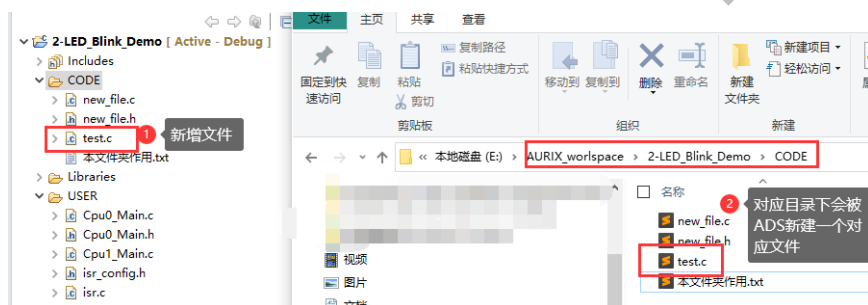 2-LED_Blink_Demo [ Active - Debug ]
Includes
CODE
new_file.c
new_file.h
test.c
1 新增文件
本文件夹作用.txt
Libraries
USER
Cpu0_Main.c
Cpu0_Main.h
Cpu1_Main.c
isr_config.h
isr.c
文件 主页 共享 查看
固定到快速访问
复制
粘贴
复制路径
粘贴快捷方式
剪切
剪贴板
移动到 复制到 删除 重命名
组织
新建文件夹
新建项目
轻松访问
新建
« 本地磁盘 (E:) › AURIX_worlspace › 2-LED_Blink_Demo › CODE
视频
图片
名称
new_file.c
new_file.h
test.c
本文件夹作用.txt
2 对应目录下会被
ADS新建一个对
应文件